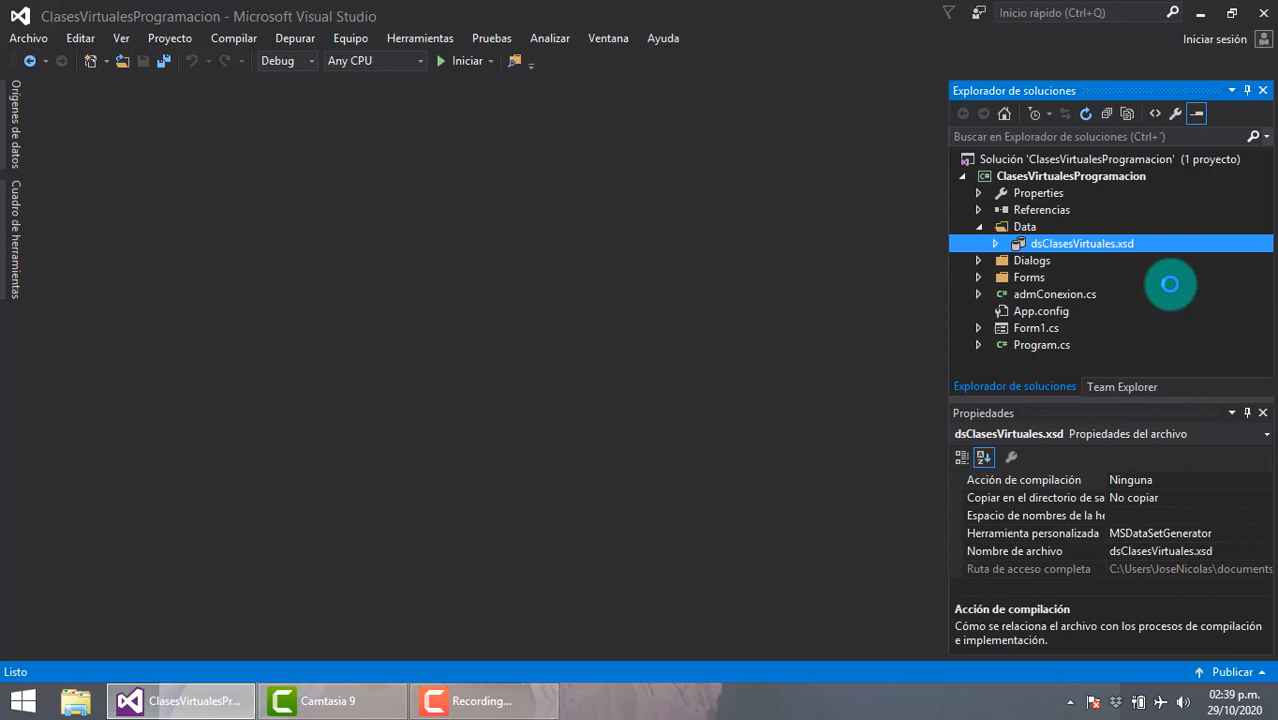 ClasesVirtualesProgramacion - Microsoft Visual Studio
Inicio rápido (Ctrl+Q)
Archivo Editar Ver Proyecto Compilar Depurar Equipo Herramientas Pruebas Analizar Ventana Ayuda
Iniciar sesión
Debug Any CPU Iniciar
Orígenes de datos
Cuadro de herramientas
Explorador de soluciones
Buscar en Explorador de soluciones (Ctrl+´)
Solución 'ClasesVirtualesProgramacion' (1 proyecto)
ClasesVirtualesProgramacion
Properties
Referencias
Data
dsClasesVirtuales.xsd
Dialogs
Forms
admConexion.cs
App.config
Form1.cs
Program.cs
Explorador de soluciones Team Explorer
Propiedades
dsClasesVirtuales.xsd Propiedades del archivo
Acción de compilación Ninguna
Copiar en el directorio de sa No copiar
Espacio de nombres de la he
Herramienta personalizada MSDataSetGenerator
Nombre de archivo dsClasesVirtuales.xsd
Ruta de acceso completa C:\Users\JoseNicolas\documents
Acción de compilación
Cómo se relaciona el archivo con los procesos de compilación
e implementación.
Listo
Publicar
ClasesVirtualesPr...
Camtasia 9
Recording...
02:39 p.m.
29/10/2020